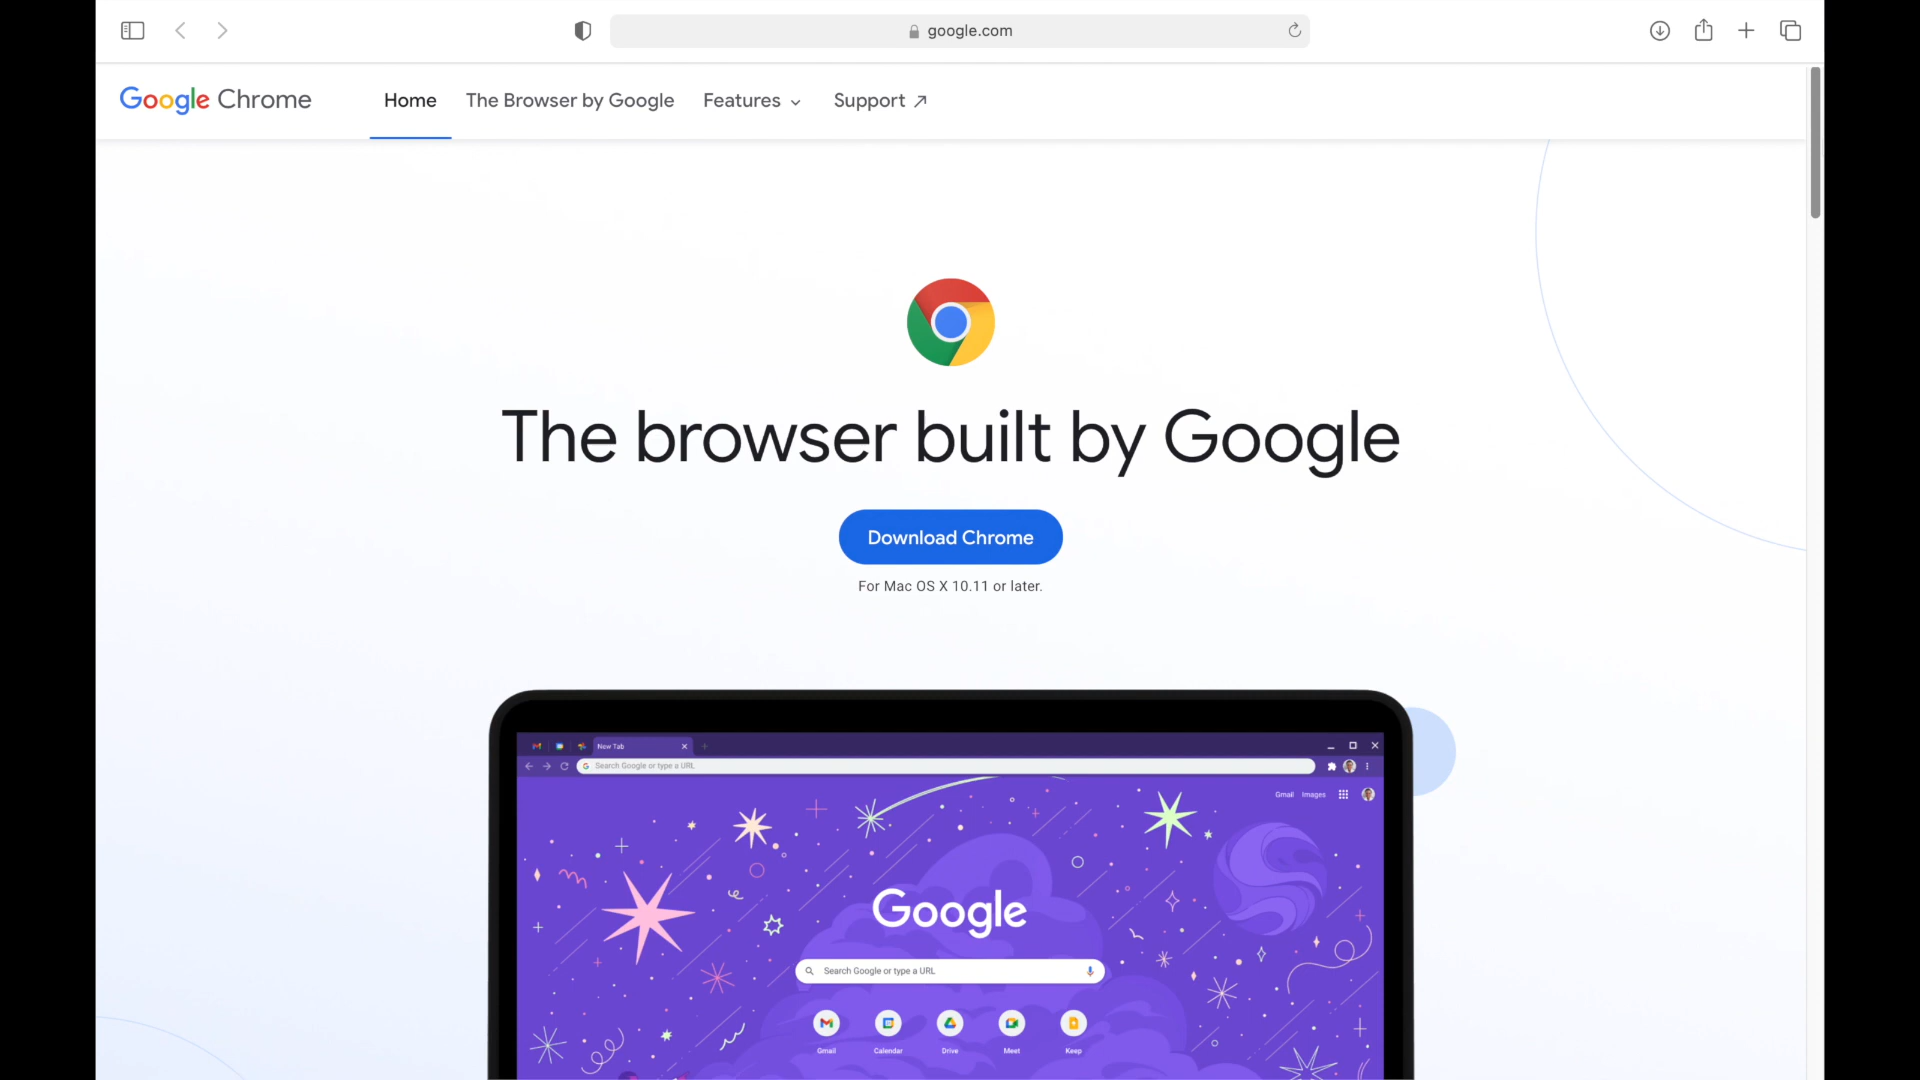 google.com
Google Chrome
Home
The Browser by Google
Features
Support
The browser built by Google
Download Chrome
For Mac OS X 10.11 or later.
New Tab
Search Google or type a URL
Gmail Images
Google
Search Google or type a URL
Gmail Calendar Drive Meet Keep